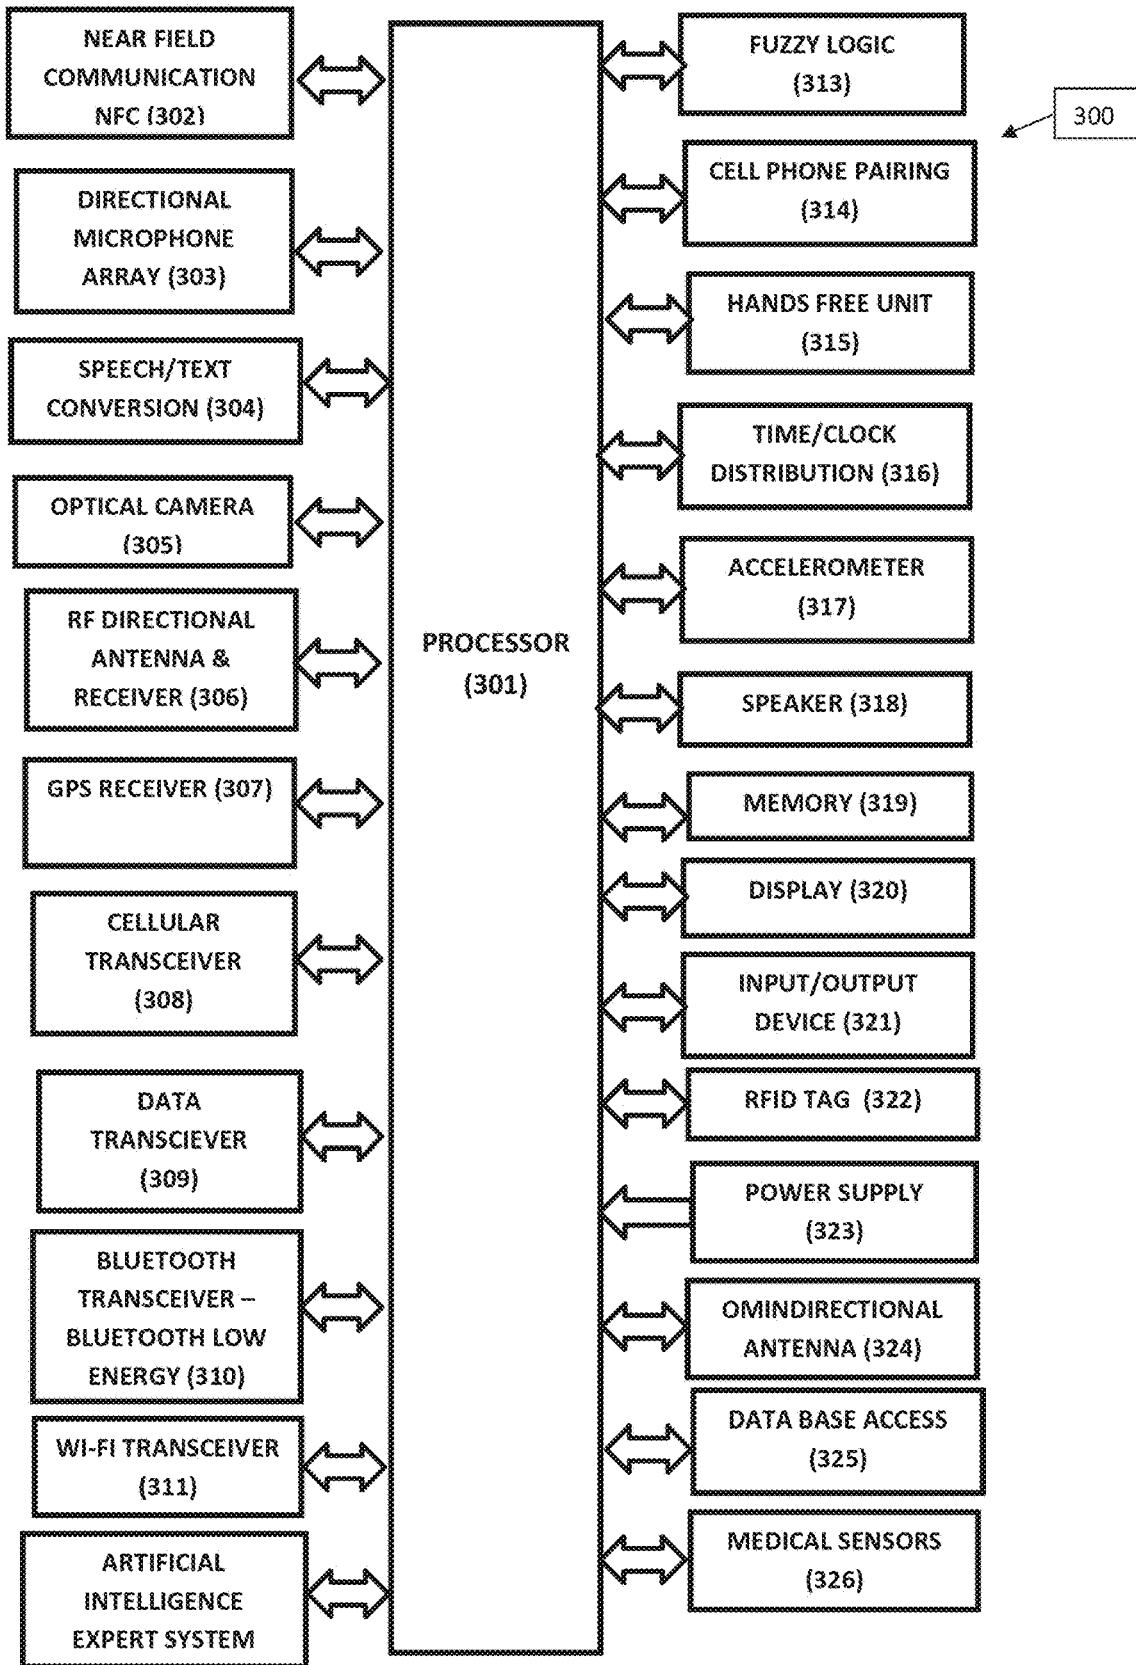 NEAR FIELD
COMMUNICATION
NFC (302)
DIRECTIONAL
MICROPHONE
ARRAY (303)
SPEECH/TEXT
CONVERSION (304)
OPTICAL CAMERA
(305)
RF DIRECTIONAL
ANTENNA &
RECEIVER (306)
GPS RECEIVER (307)
CELLULAR
TRANSCEIVER
(308)
DATA
TRANSCIEVER
(309)
BLUETOOTH
TRANSCEIVER –
BLUETOOTH LOW
ENERGY (310)
WI-FI TRANSCEIVER
(311)
ARTIFICIAL
INTELLIGENCE
EXPERT SYSTEM
PROCESSOR
(301)
FUZZY LOGIC
(313)
CELL PHONE PAIRING
(314)
HANDS FREE UNIT
(315)
TIME/CLOCK
DISTRIBUTION (316)
ACCELEROMETER
(317)
SPEAKER (318)
MEMORY (319)
DISPLAY (320)
INPUT/OUTPUT
DEVICE (321)
RFID TAG (322)
POWER SUPPLY
(323)
OMINDIRECTIONAL
ANTENNA (324)
DATA BASE ACCESS
(325)
MEDICAL SENSORS
(326)
300